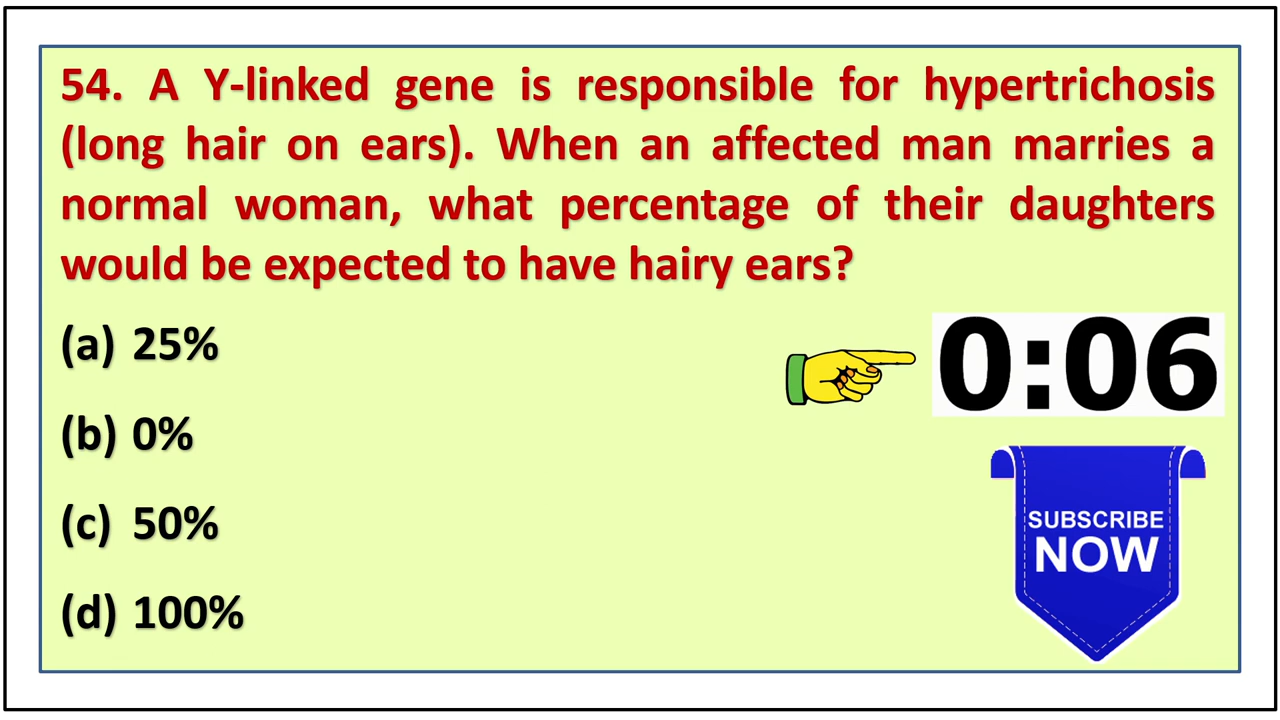 54. A Y-linked gene is responsible for hypertrichosis
(long hair on ears). When an affected man marries a
normal woman, what percentage of their daughters
would be expected to have hairy ears?
(a) 25%
(b) 0%
(c) 50%
(d) 100%
0:06
SUBSCRIBE
NOW